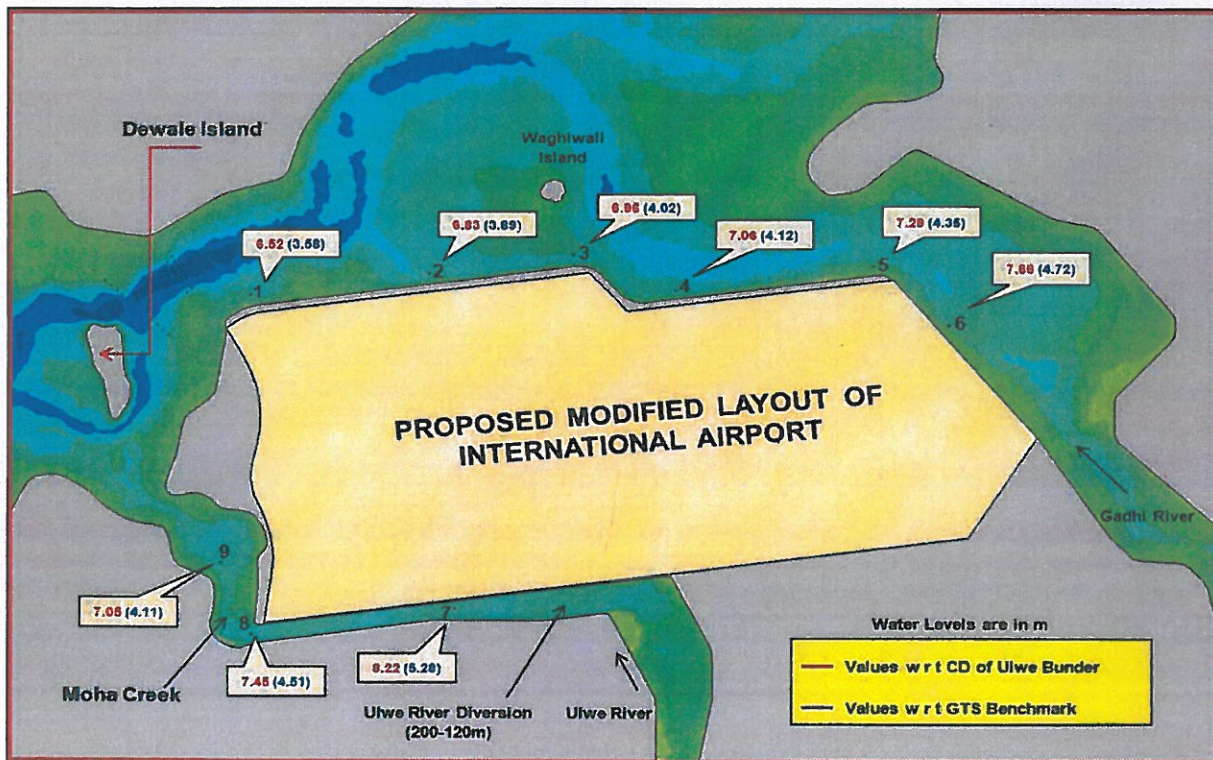 Dewale Island
Waghiwali
Island
6.52 (3.58)
6.83 (3.89)
6.96 (4.02)
7.06 (4.12)
7.29 (4.35)
7.66 (4.72)
1
2
3
4
5
6
PROPOSED MODIFIED LAYOUT OF
INTERNATIONAL AIRPORT
Gadhi River
9
7.05 (4.11)
8
7
7.45 (4.51)
8.22 (5.28)
Moha Creek
Ulwe River Diversion
(200-120m)
Ulwe River
Water Levels are in m
Values w r t CD of Ulwe Bunder
Values w r t GTS Benchmark